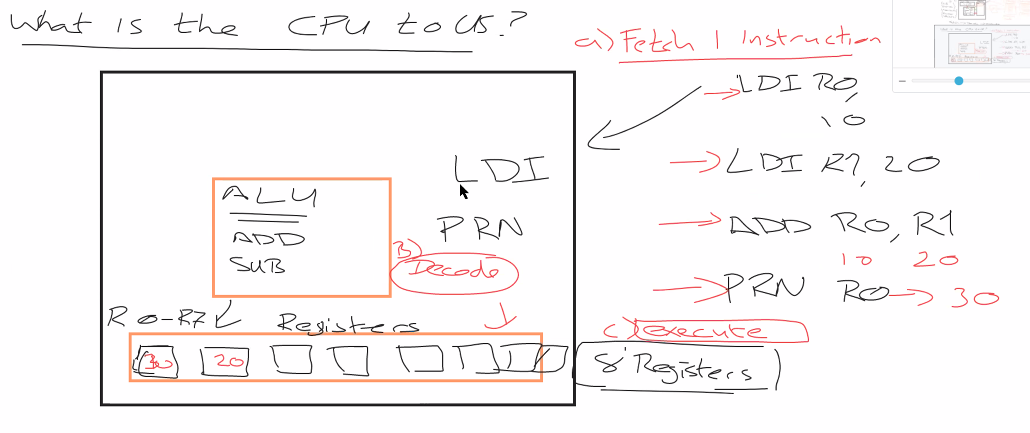 What is the CPU to us?
a) Fetch 1 Instruction
LDI R0,
10
LDI R1, 20
ADD R0, R1
10 20
PRN R0 → 30
c) execute
8 Registers
LDI
PRN
B)
Decode
ALU
ADD
SUB
R0-R7
Registers
30 20